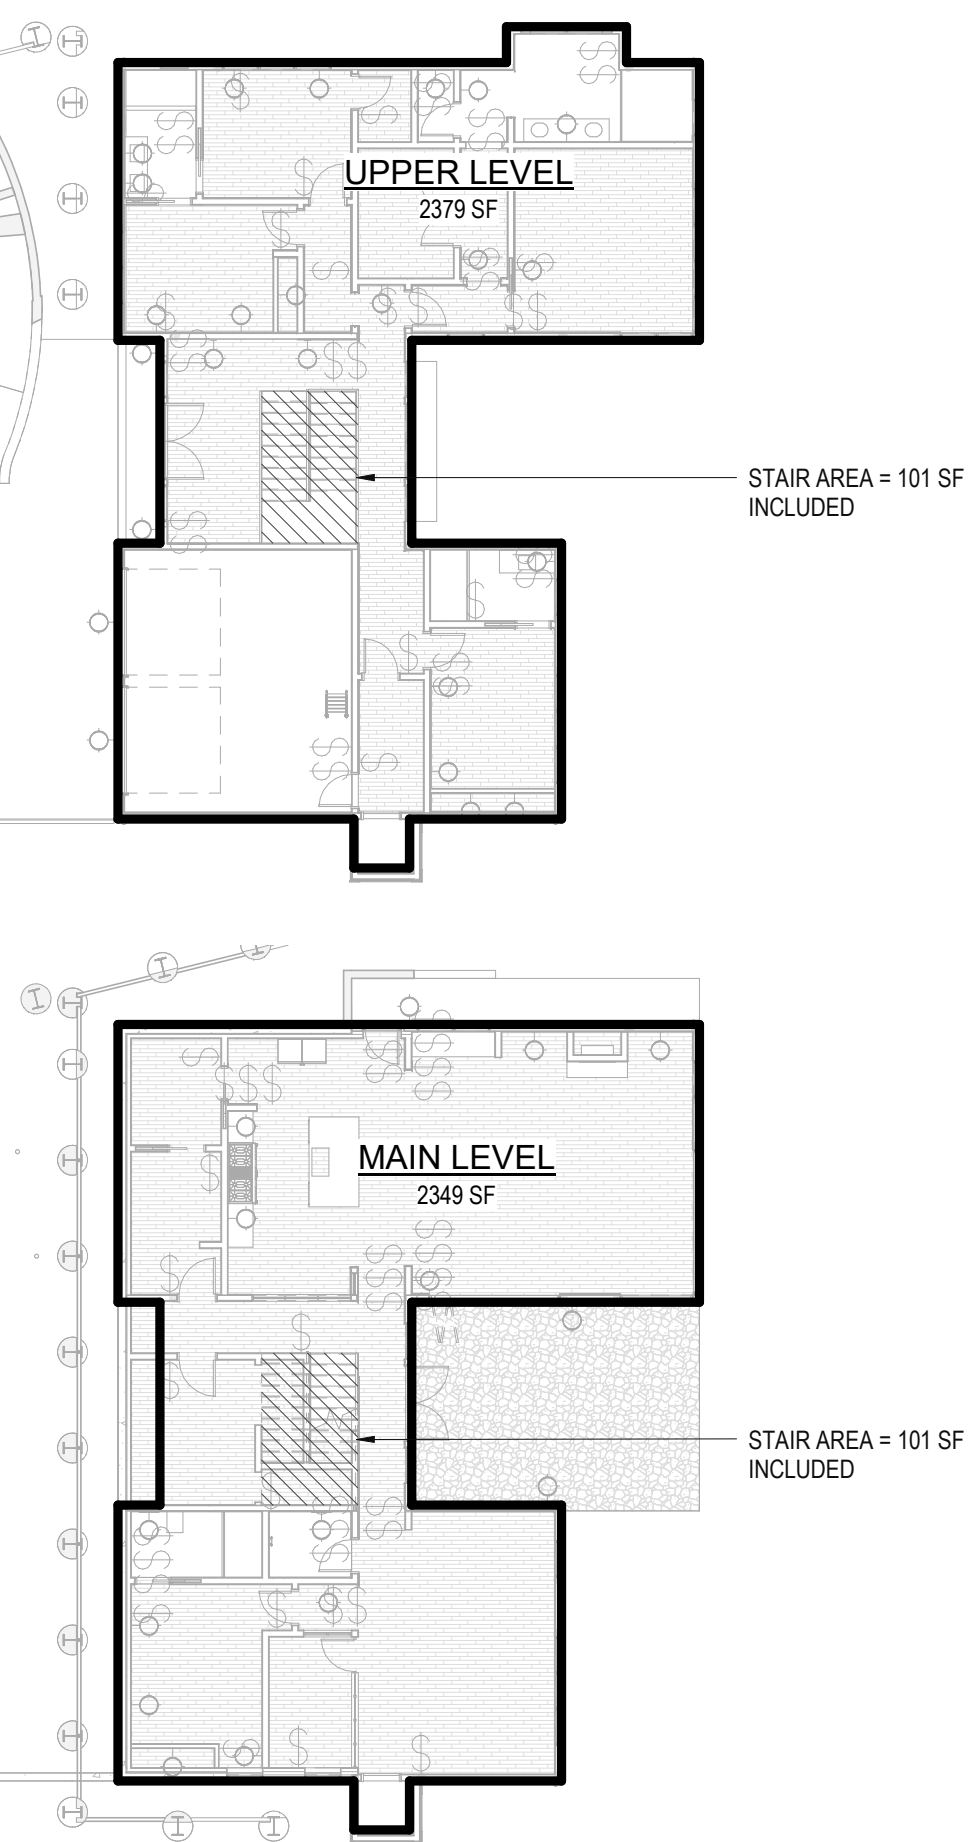 UPPER LEVEL
2379 SF
STAIR AREA = 101 SF
INCLUDED
MAIN LEVEL
2349 SF
STAIR AREA = 101 SF
INCLUDED